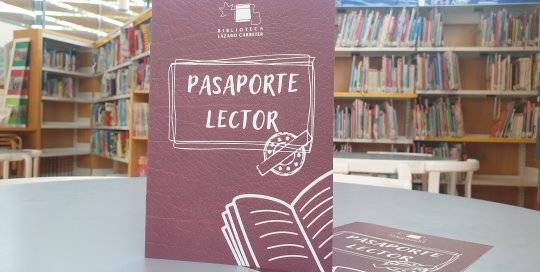 BIBLIOTECA
LÁZARO CARRETER
PASAPORTE
LECTOR
PASAPORTE
LECTOR